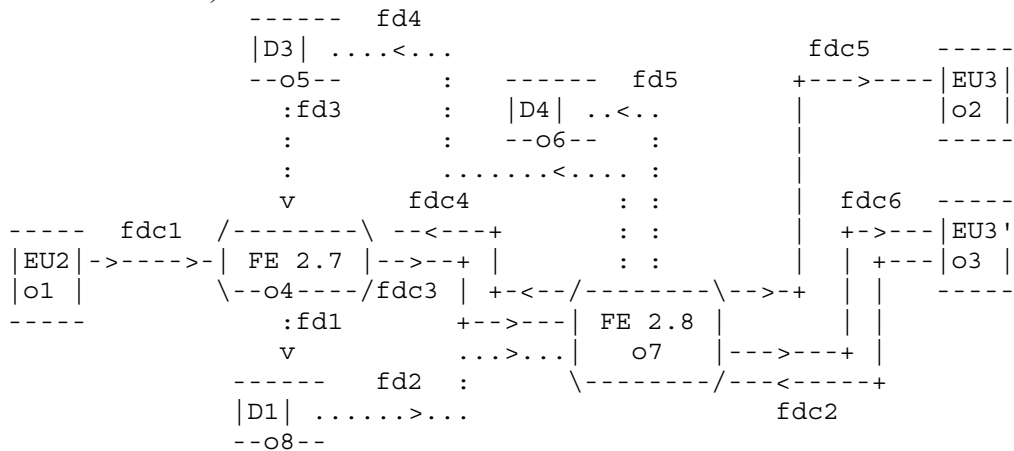 ------  fd4
              |D3| ....<...                       fdc5     -----
              --o5--      :   ------  fd5        +--->----|EU3|
                :fd3      :   |D4| ..<..         |        |o2 |
                :         :   --o6--   :         |        -----
                :         .......<.... :         |
                v       fdc4         : :         |  fdc6  -----
-----  fdc1  /--------\ --<---+      : :         |  +->---|EU3'
|EU2|->---->-| FE 2.7 |-->--+ |      : :         |  | +---|o3 |
|o1 |        \--o4----/fdc3 | +-<--/--------\-->-+  | |   -----
-----           :fd1        +-->---| FE 2.8 |       | |
                v           ...>...|   o7   |--->---+ |
             ------   fd2 :        \--------/---<-----+
             |D1| ......>...                   fdc2
             --o8--